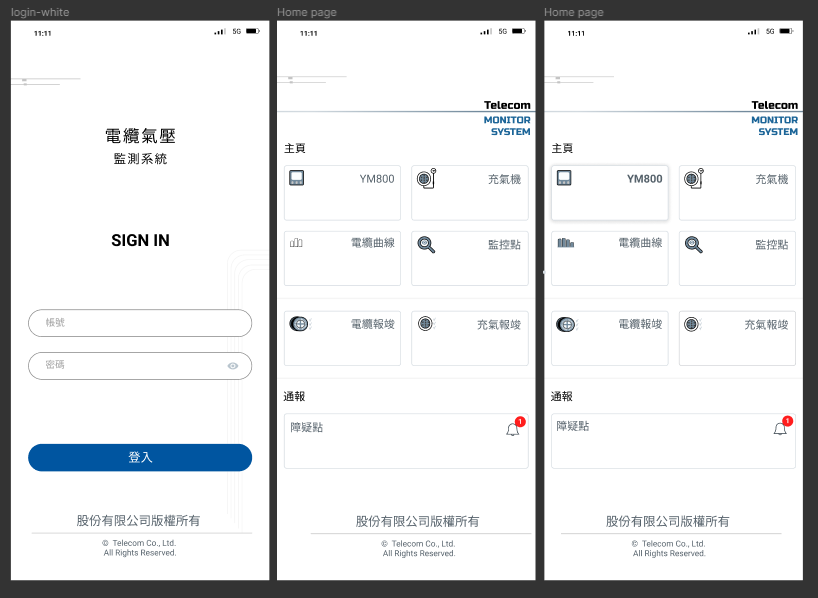 login-white
11:11
5G
電纜氣壓
監測系統
SIGN IN
帳號
密碼
登入
股份有限公司版權所有
© Telecom Co., Ltd.
All Rights Reserved.
Home page
11:11
5G
Telecom
MONITOR
SYSTEM
主頁
YM800
充氣機
電纜曲線
監控點
電纜報竣
充氣報竣
通報
障疑點
1
股份有限公司版權所有
© Telecom Co., Ltd.
All Rights Reserved.
Home page
11:11
5G
Telecom
MONITOR
SYSTEM
主頁
YM800
充氣機
電纜曲線
監控點
電纜報竣
充氣報竣
通報
障疑點
1
股份有限公司版權所有
© Telecom Co., Ltd.
All Rights Reserved.